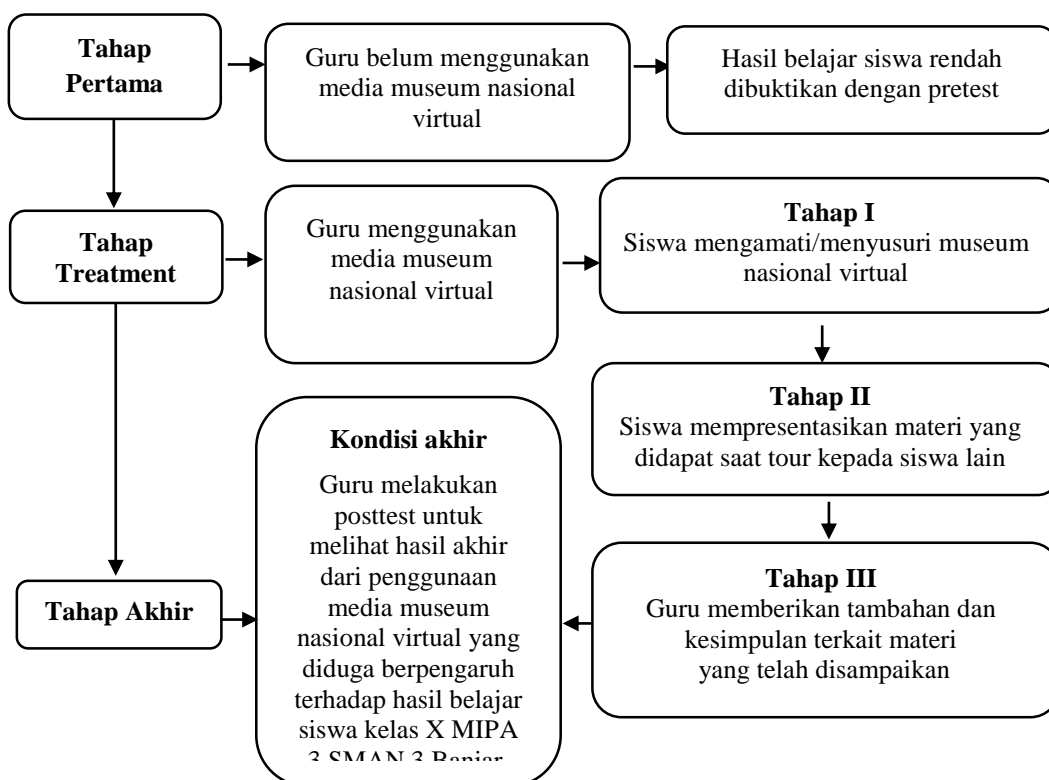 Tahap
Pertama
Guru belum menggunakan
media museum nasional
virtual
Hasil belajar siswa rendah
dibuktikan dengan pretest
Tahap
Treatment
Guru menggunakan
media museum
nasional virtual
Tahap I
Siswa mengamati/menyusuri museum
nasional virtual
Tahap II
Siswa mempresentasikan materi yang
didapat saat tour kepada siswa lain
Tahap III
Guru memberikan tambahan dan
kesimpulan terkait materi
yang telah disampaikan
Tahap Akhir
Kondisi akhir
Guru melakukan
posttest untuk
melihat hasil akhir
dari penggunaan
media museum
nasional virtual yang
diduga berpengaruh
terhadap hasil belajar
siswa kelas X MIPA
3 SMAN 3 Banjar